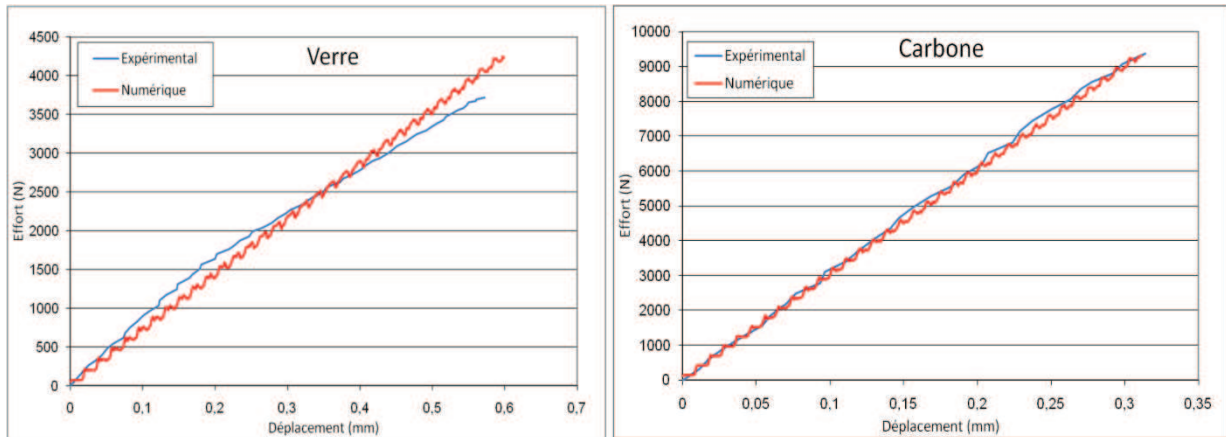 Verre
Expérimental
Numérique
Effort (N)
4500
4000
3500
3000
2500
2000
1500
1000
500
0
0 0,1 0,2 0,3 0,4 0,5 0,6 0,7
Déplacement (mm)
Carbone
Expérimental
Numérique
Effort (N)
10000
9000
8000
7000
6000
5000
4000
3000
2000
1000
0
0 0,05 0,1 0,15 0,2 0,25 0,3 0,35
Déplacement (mm)